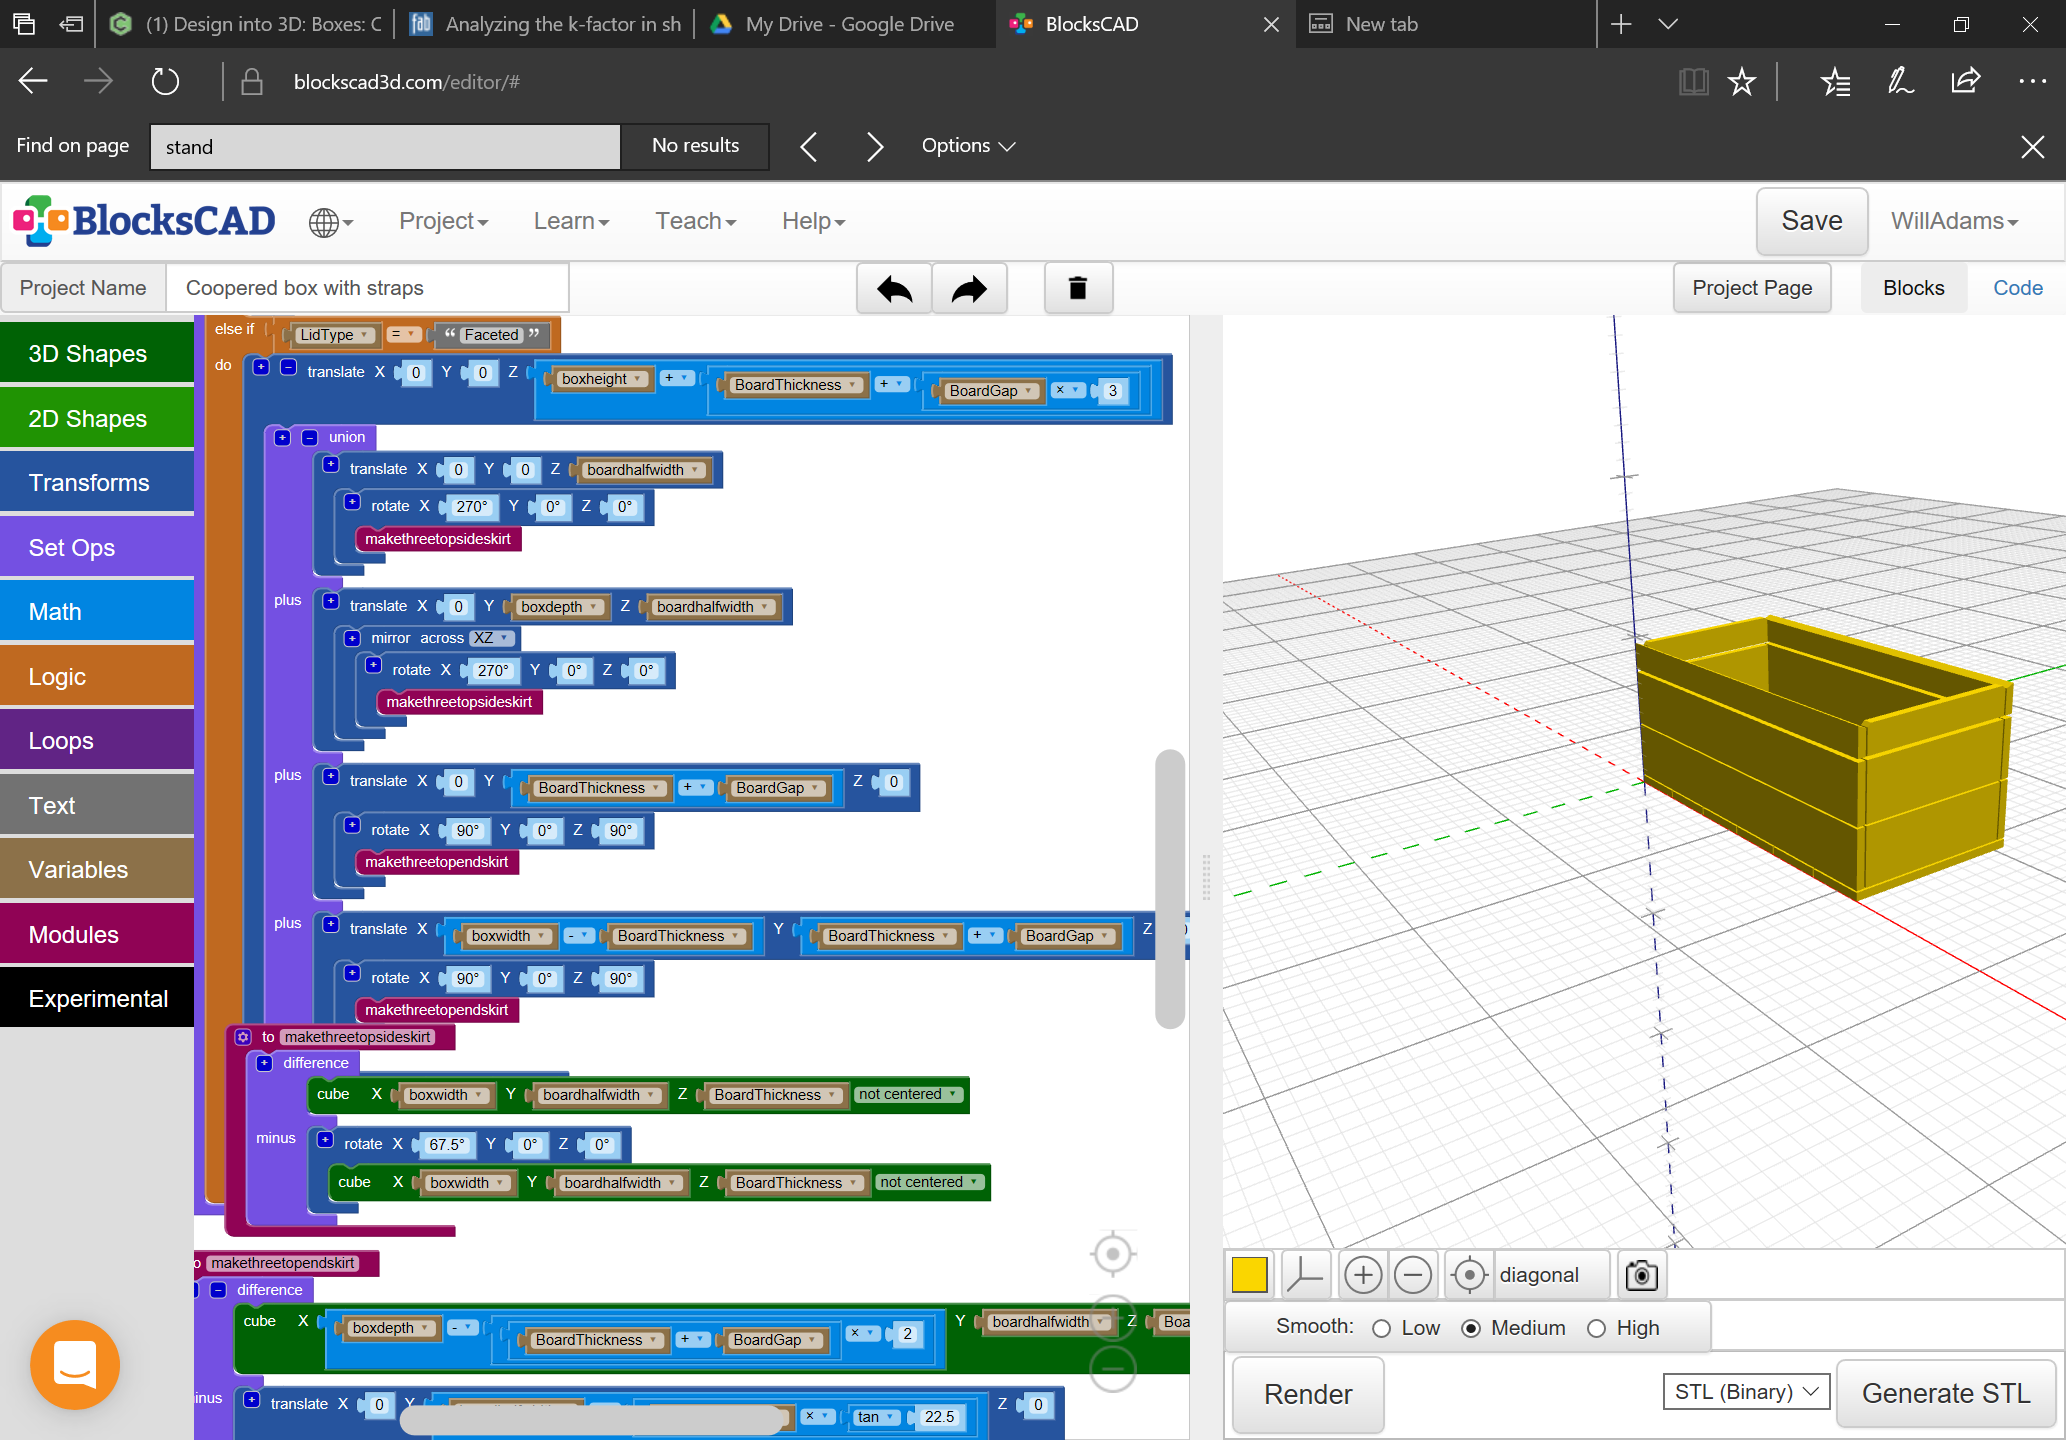 (1) Design into 3D: Boxes: C
fab Analyzing the k-factor in sh
My Drive - Google Drive
BlocksCAD
New tab
blockscad3d.com/editor/#
Find on page stand No results Options
BlocksCAD Project Learn Teach Help Save WillAdams
Project Name Coopered box with straps Project Page Blocks Code
3D Shapes
2D Shapes
Transforms
Set Ops
Math
Logic
Loops
Text
Variables
Modules
Experimental
else if LidType = “ Faceted ”
do + - translate X 0 Y 0 Z boxheight + BoardThickness + BoardGap × 3
+ - union
+ translate X 0 Y 0 Z boardhalfwidth
+ rotate X 270° Y 0° Z 0°
makethreetopsideskirt
plus + translate X 0 Y boxdepth Z boardhalfwidth
+ mirror across XZ
+ rotate X 270° Y 0° Z 0°
makethreetopsideskirt
plus + translate X 0 Y BoardThickness + BoardGap Z 0
+ rotate X 90° Y 0° Z 90°
makethreetopendskirt
plus + translate X boxwidth - BoardThickness Y BoardThickness + BoardGap Z
+ rotate X 90° Y 0° Z 90°
makethreetopendskirt
to makethreetopsideskirt
+ difference
cube X boxwidth Y boardhalfwidth Z BoardThickness not centered
minus + rotate X 67.5° Y 0° Z 0°
cube X boxwidth Y boardhalfwidth Z BoardThickness not centered
o makethreetopendskirt
- difference
cube X boxdepth - BoardThickness + BoardGap × 2 Y boardhalfwidth Z Boa
inus + translate X 0 Y × tan 22.5 Z 0
diagonal
Smooth: Low Medium High
Render STL (Binary) Generate STL